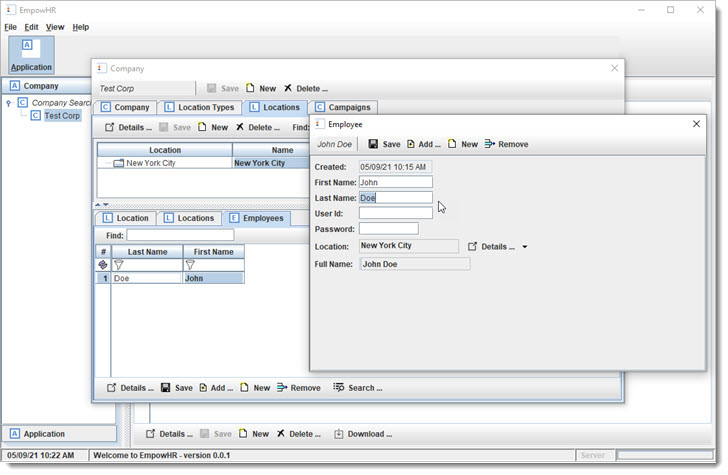 EmpowHR
File Edit View Help
A
Application
A Company
C Company Searc
C Test Corp
A Application
Company
Test Corp Save New Delete ...
C Company L Location Types L Locations C Campaigns
Details ... Save New Delete ... Find:
Location Name
New York City New York City
L Location L Locations E Employees
Find:
# Last Name First Name
1 Doe John
Details ... Save Add ... New Remove Search ...
Employee
John Doe Save Add ... New Remove
Created: 05/09/21 10:15 AM
First Name: John
Last Name: Doe
User Id:
Password:
Location: New York City Details ...
Full Name: John Doe
Details ... Save New Delete ... Download ...
05/09/21 10:22 AM Welcome to EmpowHR - version 0.0.1 Server